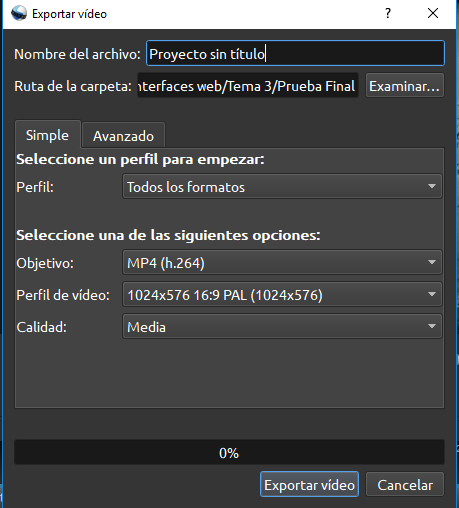 Exportar vídeo
Nombre del archivo: Proyecto sin título
Ruta de la carpeta: nterfaces web/Tema 3/Prueba Final Examinar...
Simple Avanzado
Seleccione un perfil para empezar:
Perfil: Todos los formatos
Seleccione una de las siguientes opciones:
Objetivo: MP4 (h.264)
Perfil de vídeo: 1024x576 16:9 PAL (1024x576)
Calidad: Media
0%
Exportar vídeo Cancelar